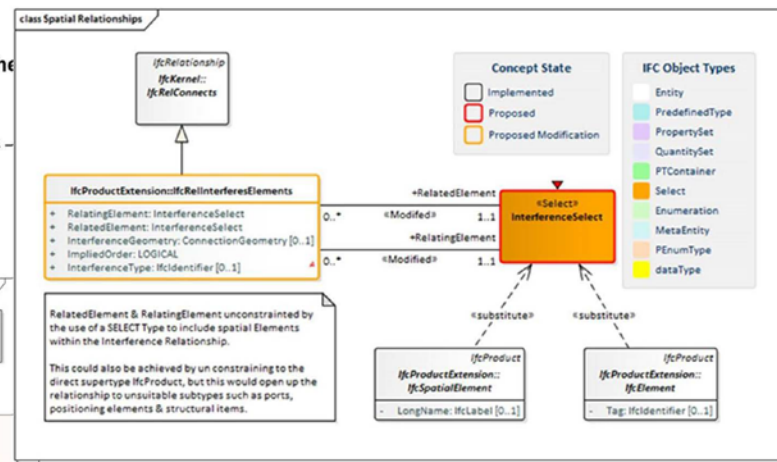 class Spatial Relationships
IfcRelationship
IfcKernel::
IfcRelConnects
Concept State
Implemented
Proposed
Proposed Modification
IFC Object Types
Entity
PredefinedType
PropertySet
QuantitySet
PTContainer
Select
Enumeration
MetaEntity
PEnumType
dataType
IfcProductExtension::IfcRelInterferesElements
+ RelatingElement: InterferenceSelect
+ RelatedElement: InterferenceSelect
+ InterferenceGeometry: ConnectionGeometry [0..1]
+ ImpliedOrder: LOGICAL
+ InterferenceType: IfcIdentifier [0..1]
+RelatedElement
0..* «Modifed» 1..1
+RelatingElement
0..* «Modified» 1..1
«Select»
InterferenceSelect
RelatedElement & RelatingElement unconstrained by
the use of a SELECT Type to include spatial Elements
within the Interference Relationship.
This could also be achieved by un constraining to the
direct supertype IfcProduct, but this would open up the
relationship to unsuitable subtypes such as ports,
positioning elements & structural items.
«substitute» «substitute»
IfcProduct
IfcProductExtension::
IfcSpatialElement
- LongName: IfcLabel [0..1]
IfcProduct
IfcProductExtension::
IfcElement
- Tag: IfcIdentifier [0..1]